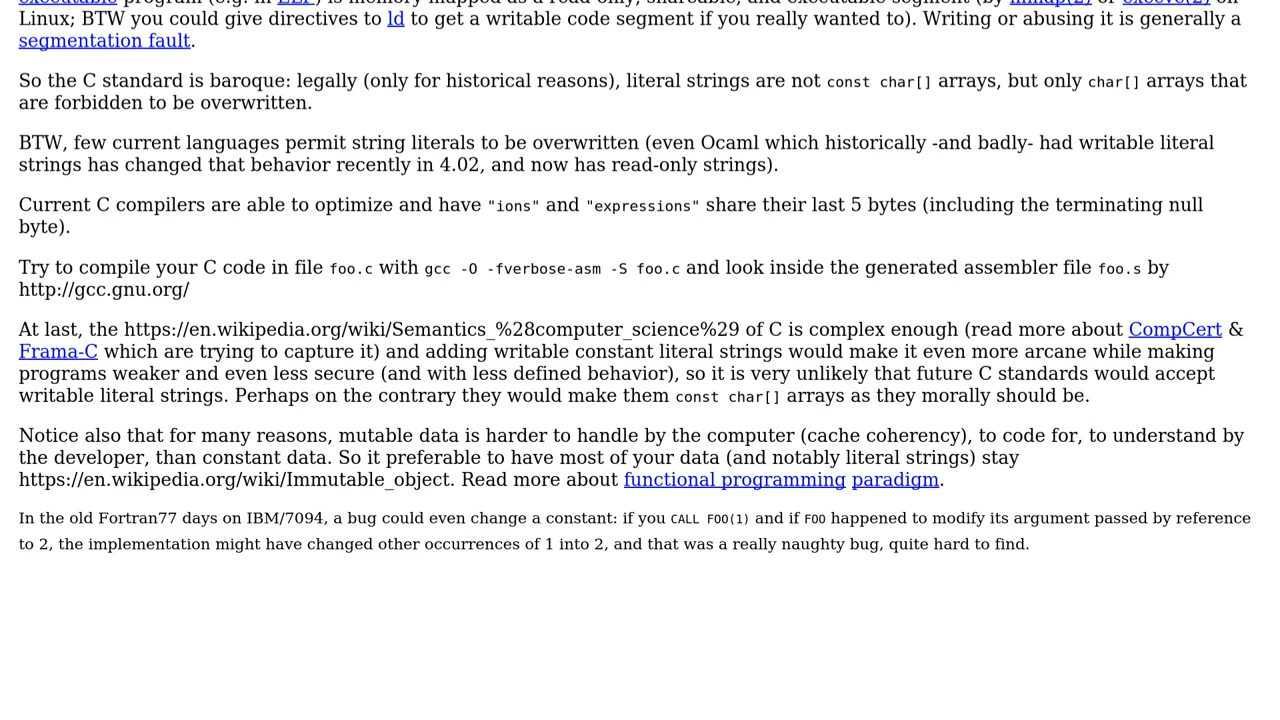 executable program (e.g. in ELF) is memory mapped as a read only, shareable, and executable segment (by mmap(2) or execve(2) on
Linux; BTW you could give directives to ld to get a writable code segment if you really wanted to). Writing or abusing it is generally a
segmentation fault.
So the C standard is baroque: legally (only for historical reasons), literal strings are not const char[] arrays, but only char[] arrays that
are forbidden to be overwritten.
BTW, few current languages permit string literals to be overwritten (even Ocaml which historically -and badly- had writable literal
strings has changed that behavior recently in 4.02, and now has read-only strings).
Current C compilers are able to optimize and have "ions" and "expressions" share their last 5 bytes (including the terminating null
byte).
Try to compile your C code in file foo.c with gcc -O -fverbose-asm -S foo.c and look inside the generated assembler file foo.s by
http://gcc.gnu.org/
At last, the https://en.wikipedia.org/wiki/Semantics_%28computer_science%29 of C is complex enough (read more about CompCert &
Frama-C which are trying to capture it) and adding writable constant literal strings would make it even more arcane while making
programs weaker and even less secure (and with less defined behavior), so it is very unlikely that future C standards would accept
writable literal strings. Perhaps on the contrary they would make them const char[] arrays as they morally should be.
Notice also that for many reasons, mutable data is harder to handle by the computer (cache coherency), to code for, to understand by
the developer, than constant data. So it preferable to have most of your data (and notably literal strings) stay
https://en.wikipedia.org/wiki/Immutable_object. Read more about functional programming paradigm.
In the old Fortran77 days on IBM/7094, a bug could even change a constant: if you CALL FOO(1) and if FOO happened to modify its argument passed by reference
to 2, the implementation might have changed other occurrences of 1 into 2, and that was a really naughty bug, quite hard to find.